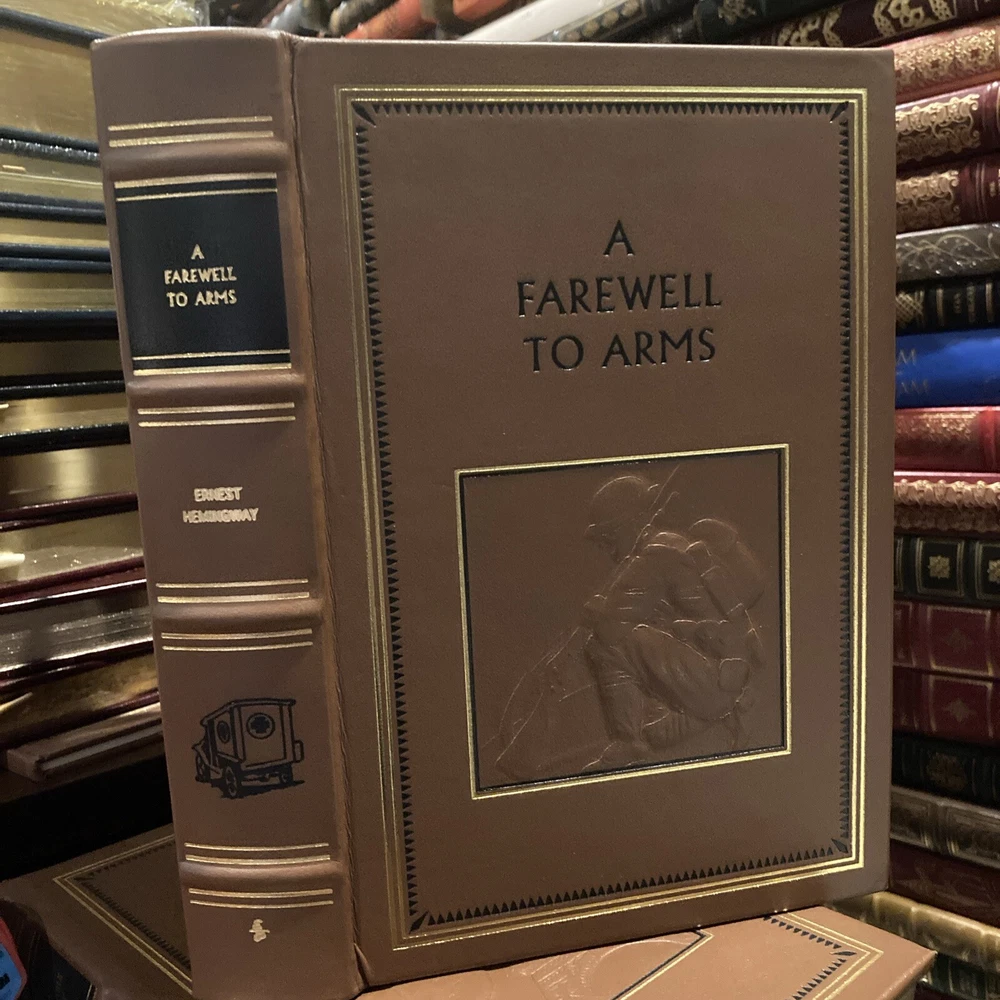 A
FAREWELL
TO ARMS
ERNEST
HEMINGWAY
A
FAREWELL
TO ARMS